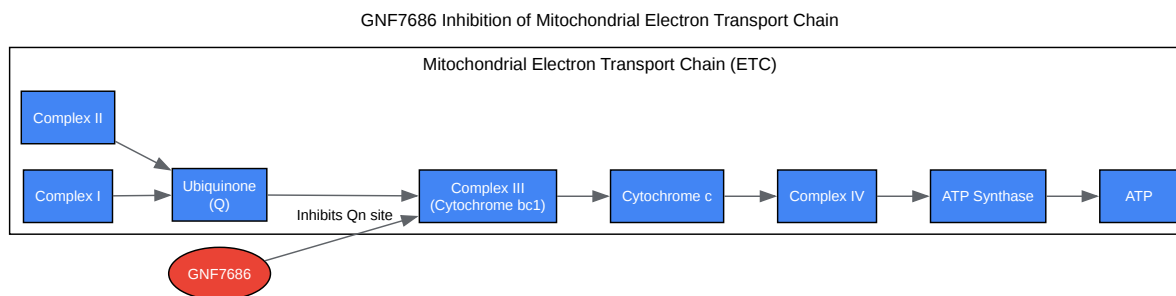 GNF7686 Inhibition of Mitochondrial Electron Transport Chain
Mitochondrial Electron Transport Chain (ETC)
Complex II
Complex I
Ubiquinone
(Q)
Inhibits Qn site
Complex III
(Cytochrome bc1)
Cytochrome c
Complex IV
ATP Synthase
ATP
GNF7686